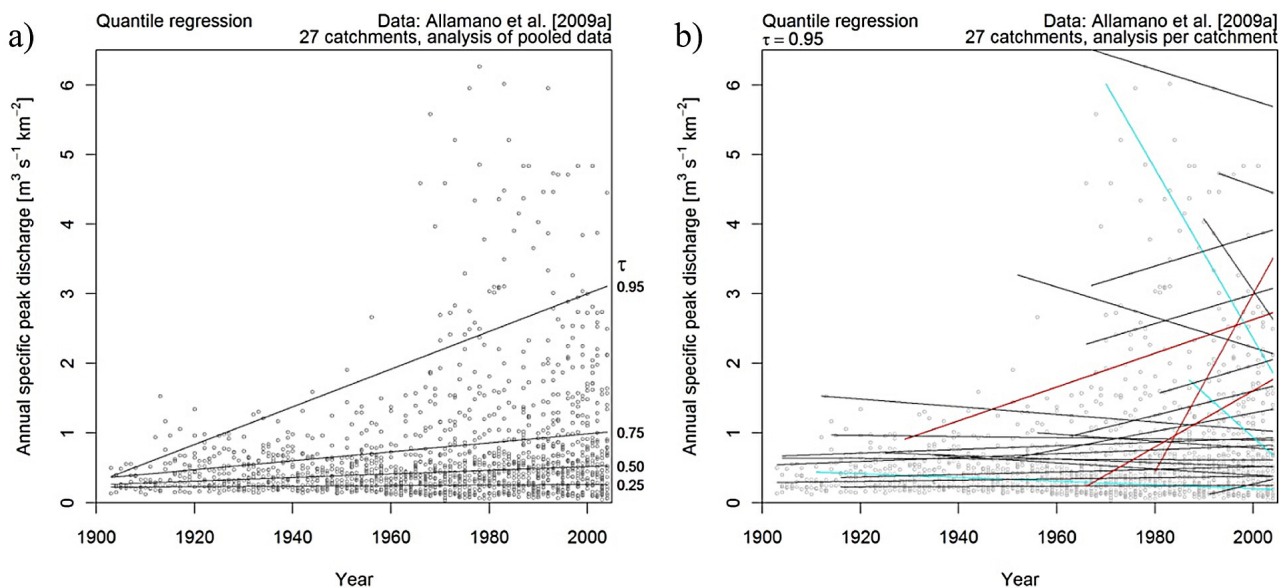 a)
Quantile regression
Data: Allamano et al. [2009a]
27 catchments, analysis of pooled data
Annual specific peak discharge [m³ s⁻¹ km⁻²]
6
5
4
3
2
1
0
τ
0.95
0.75
0.50
0.25
1900 1920 1940 1960 1980 2000
Year
b)
Quantile regression
τ = 0.95
Data: Allamano et al. [2009a]
27 catchments, analysis per catchment
Annual specific peak discharge [m³ s⁻¹ km⁻²]
6
5
4
3
2
1
0
1900 1920 1940 1960 1980 2000
Year